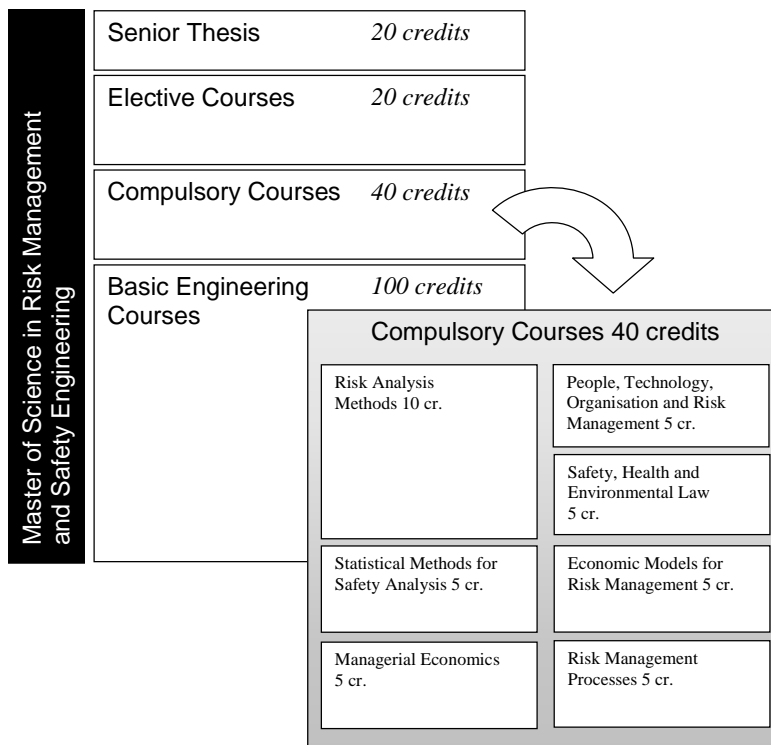 Master of Science in Risk Management
and Safety Engineering
Senior Thesis 20 credits
Elective Courses 20 credits
Compulsory Courses 40 credits
Basic Engineering 100 credits
Courses
Compulsory Courses 40 credits
Risk Analysis
Methods 10 cr.
People, Technology,
Organisation and Risk
Management 5 cr.
Safety, Health and
Environmental Law
5 cr.
Statistical Methods for
Safety Analysis 5 cr.
Economic Models for
Risk Management 5 cr.
Managerial Economics
5 cr.
Risk Management
Processes 5 cr.